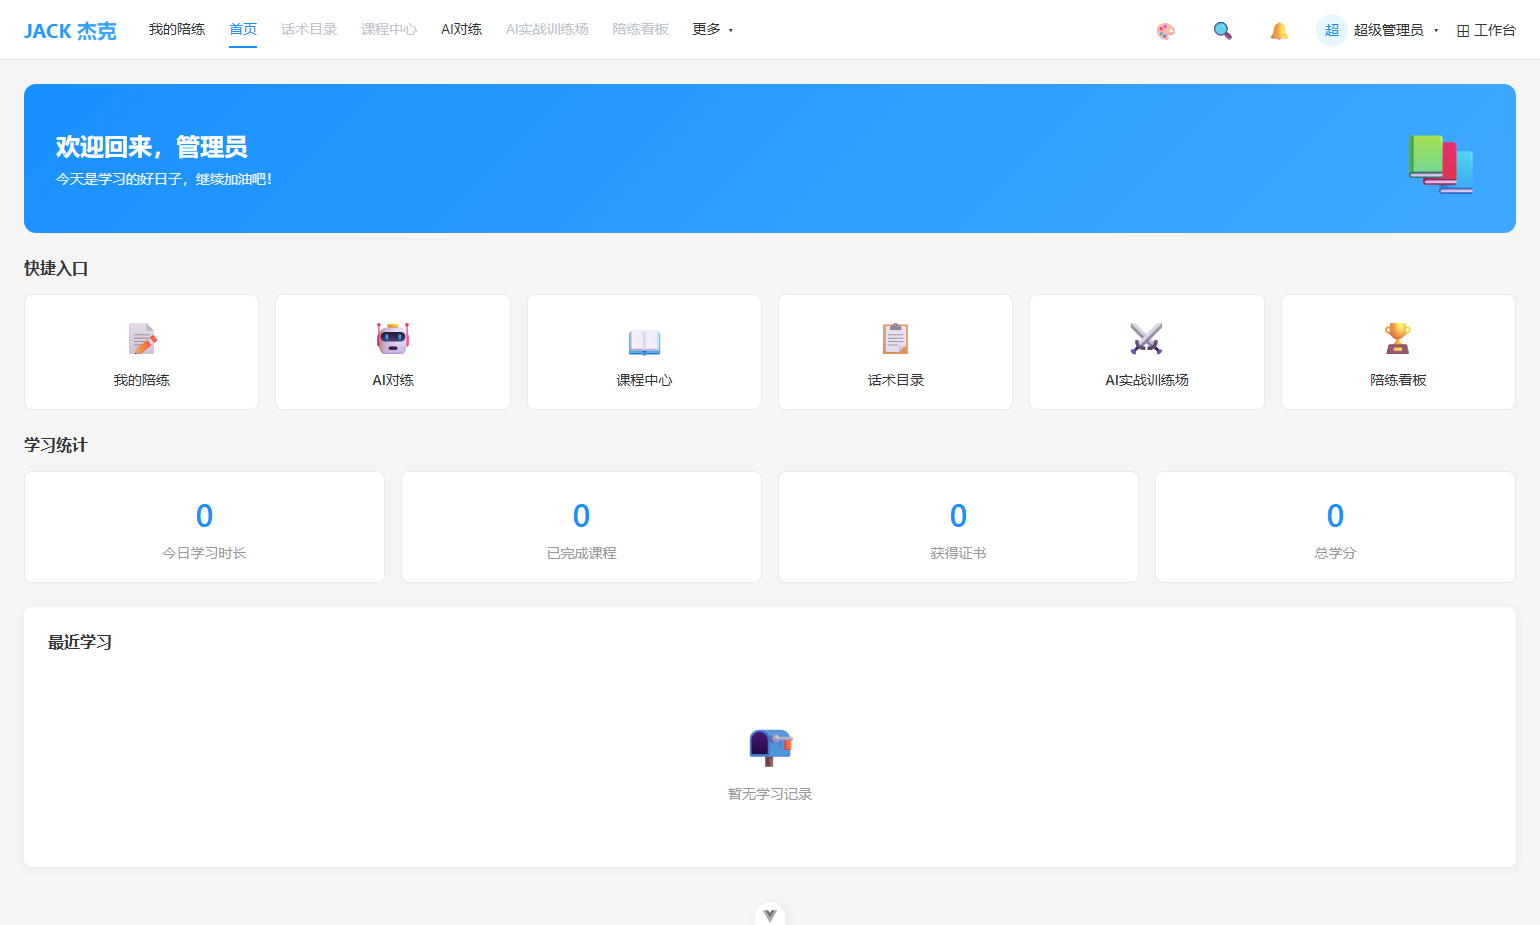 JACK 杰克 我的陪练 首页 话术目录 课程中心 AI对练 AI实战训练场 陪练看板 更多 超 超级管理员 工作台
欢迎回来，管理员
今天是学习的好日子，继续加油吧！
快捷入口
我的陪练 AI对练 课程中心 话术目录 AI实战训练场 陪练看板
学习统计
0 0 0 0
今日学习时长 已完成课程 获得证书 总学分
最近学习
暂无学习记录